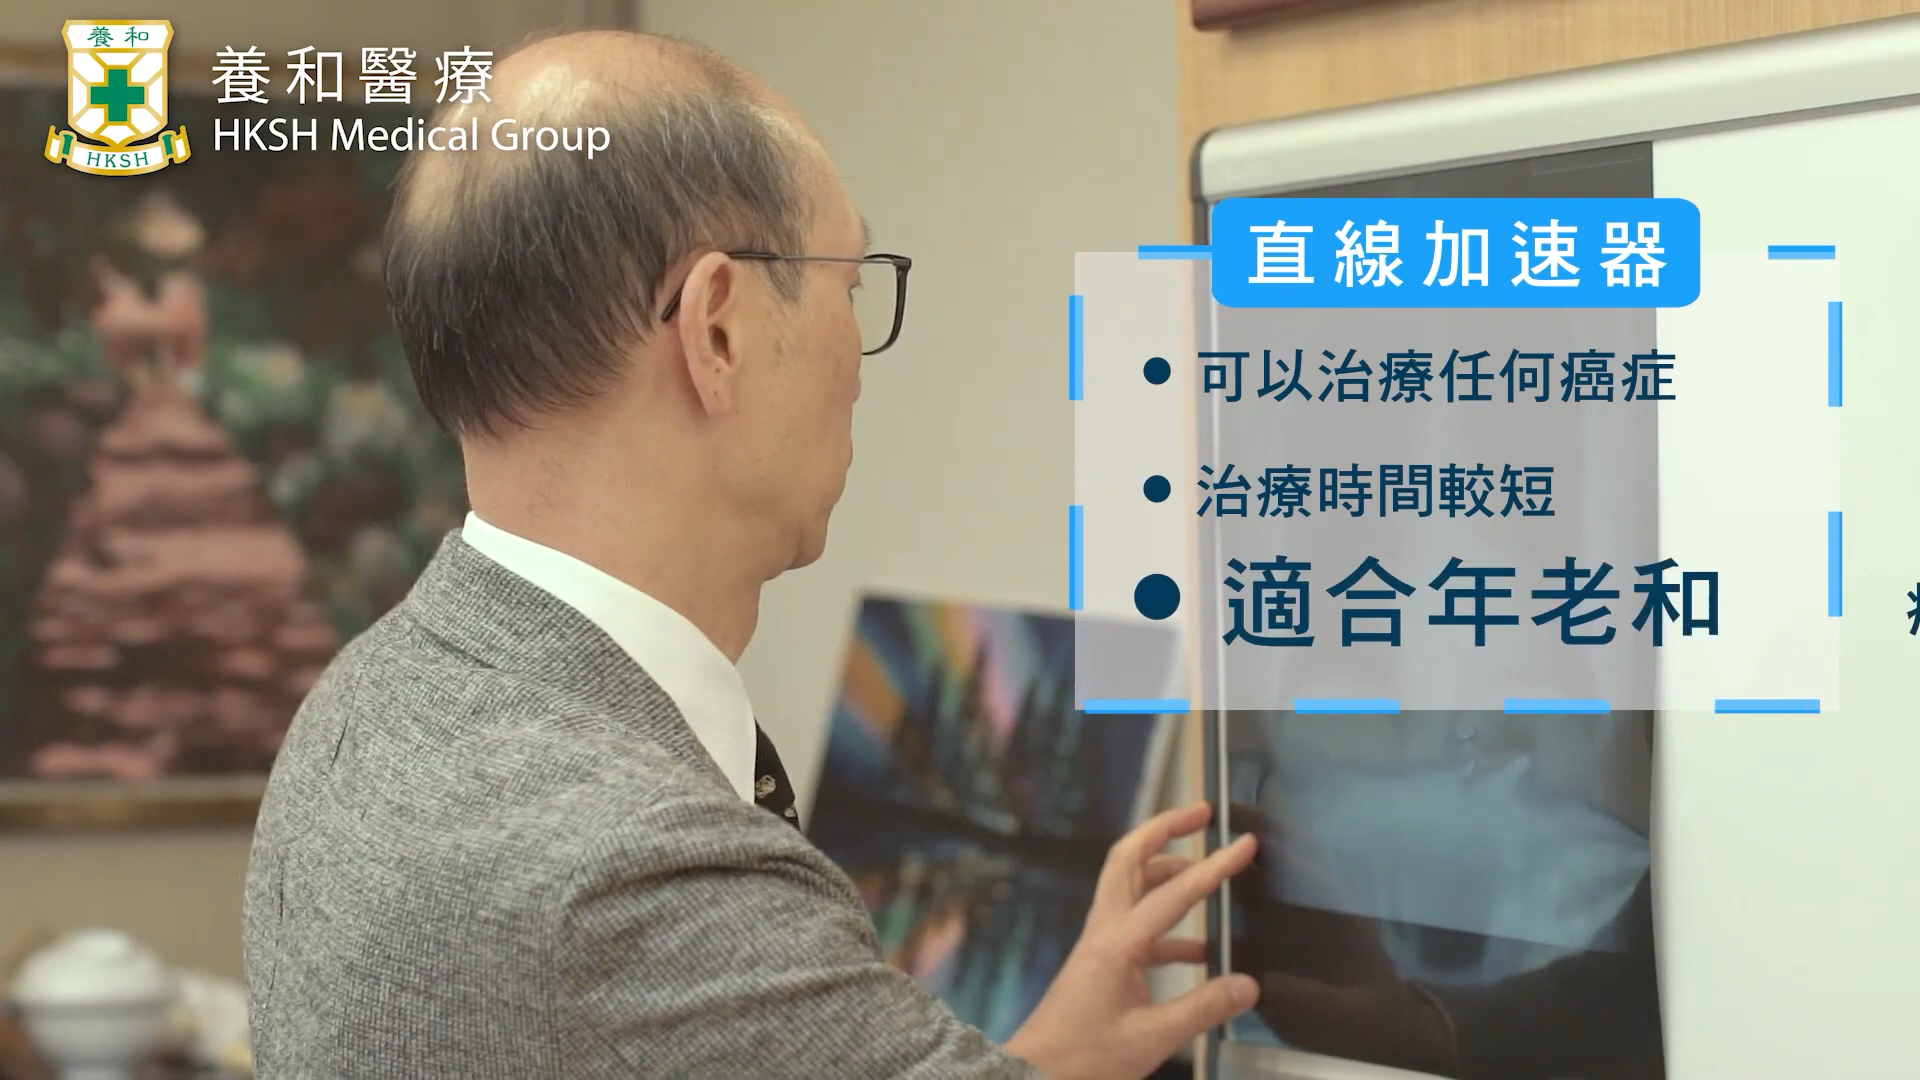 養和
HKSH
養和醫療
HKSH Medical Group
直線加速器
• 可以治療任何癌症
• 治療時間較短
• 適合年老和